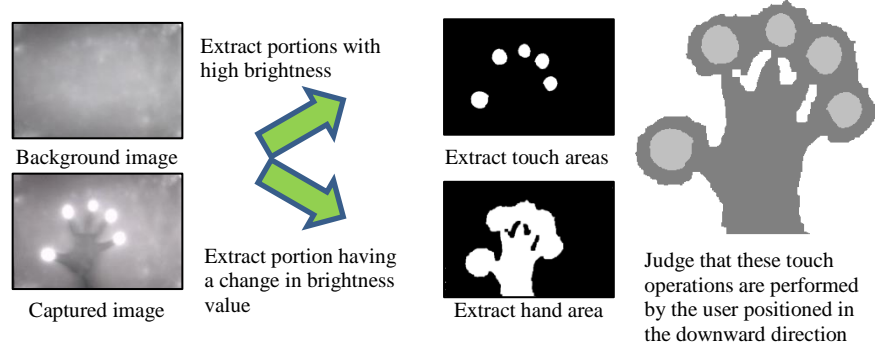 Extract portions with
high brightness
Background image
Extract touch areas
Extract portion having
a change in brightness
value
Captured image
Extract hand area
Judge that these touch
operations are performed
by the user positioned in
the downward direction